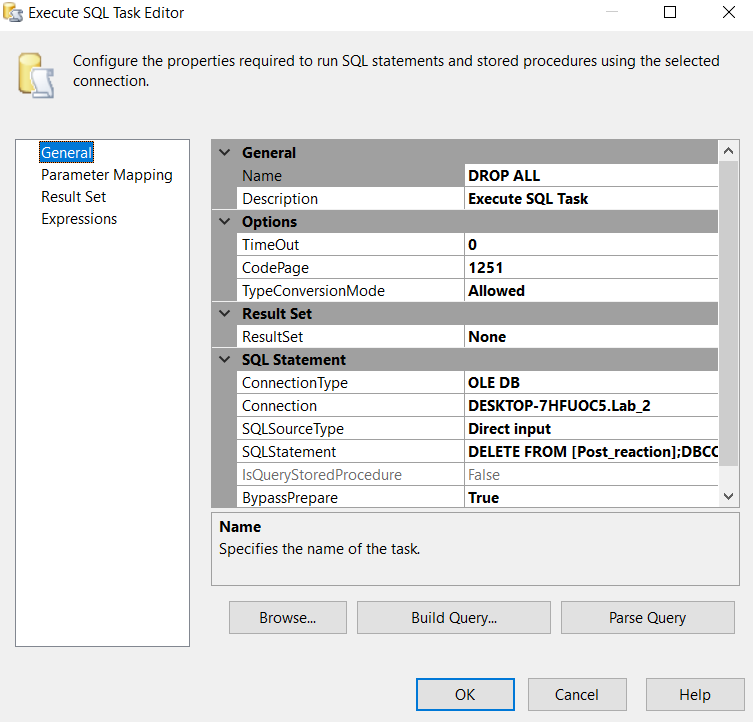 Execute SQL Task Editor
Configure the properties required to run SQL statements and stored procedures using the selected
connection.
General
Parameter Mapping
Result Set
Expressions
General
Name DROP ALL
Description Execute SQL Task
Options
TimeOut 0
CodePage 1251
TypeConversionMode Allowed
Result Set
ResultSet None
SQL Statement
ConnectionType OLE DB
Connection DESKTOP-7HFUOC5.Lab_2
SQLSourceType Direct input
SQLStatement DELETE FROM [Post_reaction];DBCC
IsQueryStoredProcedure False
BypassPrepare True
Name
Specifies the name of the task.
Browse... Build Query... Parse Query
OK Cancel Help